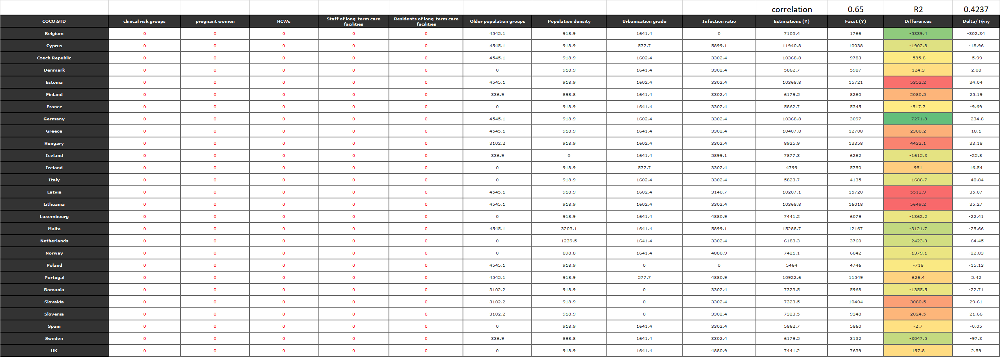 correlation 0.65 R2 0.4237
COCO:STD clinical risk groups pregnant women HCWs Staff of long-term care facilities Residents of long-term care facilities Older population groups Population density Urbanisation grade Infection ratio Estimations (Y) Facst (Y) Differences Delta/T�ny
Belgium 0 0 0 0 0 4545.1 918.9 1641.4 0 7105.4 1766 -5339.4 -302.34
Cyprus 0 0 0 0 0 4545.1 918.9 577.7 5899.1 11940.8 10038 -1902.8 -18.96
Czech Republic 0 0 0 0 0 4545.1 918.9 1602.4 3302.4 10368.8 9783 -585.8 -5.99
Denmark 0 0 0 0 0 0 918.9 1641.4 3302.4 5862.7 5987 124.3 2.08
Estonia 0 0 0 0 0 4545.1 918.9 1602.4 3302.4 10368.8 15721 5352.2 34.04
Finland 0 0 0 0 0 336.9 898.8 1641.4 3302.4 6179.5 8260 2080.5 25.19
France 0 0 0 0 0 0 918.9 1641.4 3302.4 5862.7 5345 -517.7 -9.69
Germany 0 0 0 0 0 4545.1 918.9 1602.4 3302.4 10368.8 3097 -7271.8 -234.8
Greece 0 0 0 0 0 4545.1 918.9 1641.4 3302.4 10407.8 12708 2300.2 18.1
Hungary 0 0 0 0 0 3102.2 918.9 1602.4 3302.4 8925.9 13358 4432.1 33.18
Iceland 0 0 0 0 0 336.9 0 1641.4 5899.1 7877.3 6262 -1615.3 -25.8
Ireland 0 0 0 0 0 0 918.9 577.7 3302.4 4799 5750 951 16.54
Italy 0 0 0 0 0 0 918.9 1602.4 3302.4 5823.7 4135 -1688.7 -40.84
Latvia 0 0 0 0 0 4545.1 918.9 1602.4 3140.7 10207.1 15720 5512.9 35.07
Lithuania 0 0 0 0 0 4545.1 918.9 1602.4 3302.4 10368.8 16018 5649.2 35.27
Luxembourg 0 0 0 0 0 0 918.9 1641.4 4880.9 7441.2 6079 -1362.2 -22.41
Malta 0 0 0 0 0 4545.1 3203.1 1641.4 5899.1 15288.7 12167 -3121.7 -25.66
Netherlands 0 0 0 0 0 0 1239.5 1641.4 3302.4 6183.3 3760 -2423.3 -64.45
Norway 0 0 0 0 0 0 898.8 1641.4 4880.9 7421.1 6042 -1379.1 -22.83
Poland 0 0 0 0 0 4545.1 918.9 0 0 5464 4746 -718 -15.13
Portugal 0 0 0 0 0 4545.1 918.9 577.7 4880.9 10922.6 11549 626.4 5.42
Romania 0 0 0 0 0 3102.2 918.9 0 3302.4 7323.5 5968 -1355.5 -22.71
Slovakia 0 0 0 0 0 3102.2 918.9 0 3302.4 7323.5 10404 3080.5 29.61
Slovenia 0 0 0 0 0 3102.2 918.9 0 3302.4 7323.5 9348 2024.5 21.66
Spain 0 0 0 0 0 0 918.9 1641.4 3302.4 5862.7 5860 -2.7 -0.05
Sweden 0 0 0 0 0 336.9 898.8 1641.4 3302.4 6179.5 3132 -3047.5 -97.3
UK 0 0 0 0 0 0 918.9 1641.4 4880.9 7441.2 7639 197.8 2.59